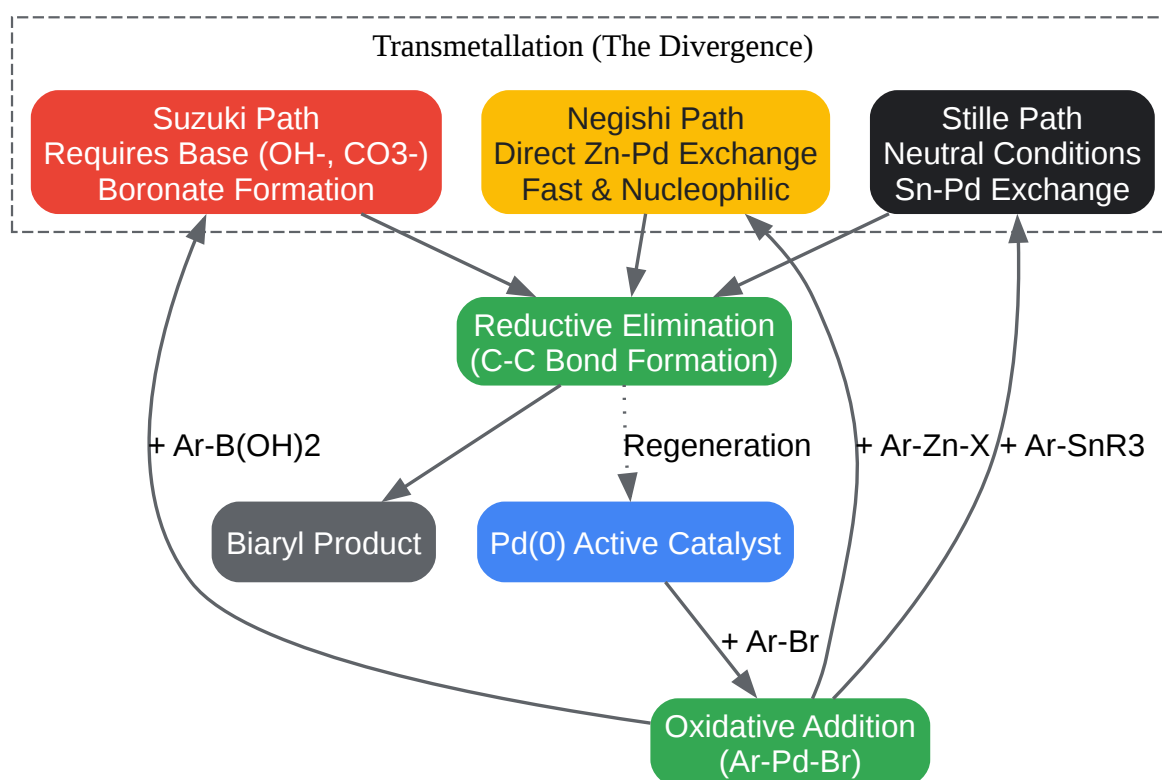 Transmetallation (The Divergence)
Suzuki Path
Requires Base (OH-, CO3-)
Boronate Formation
Negishi Path
Direct Zn-Pd Exchange
Fast & Nucleophilic
Stille Path
Neutral Conditions
Sn-Pd Exchange
Reductive Elimination
(C-C Bond Formation)
+ Ar-B(OH)2
Regeneration
+ Ar-Zn-X
+ Ar-SnR3
Biaryl Product
Pd(0) Active Catalyst
+ Ar-Br
Oxidative Addition
(Ar-Pd-Br)